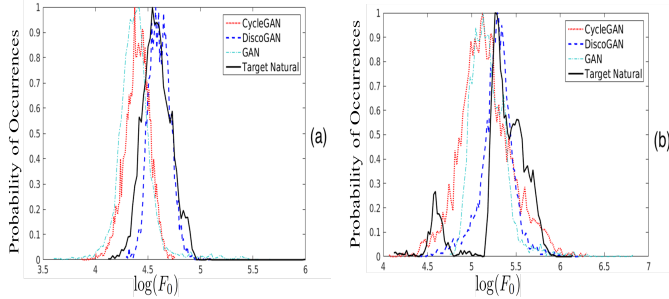 Probability of Occurrences
1
0.9
0.8
0.7
0.6
0.5
0.4
0.3
0.2
0.1
0
3.5 4 4.5 5 5.5 6
log(F0)
CycleGAN
DiscoGAN
GAN
Target Natural
(a)
Probability of Occurrences
1
0.9
0.8
0.7
0.6
0.5
0.4
0.3
0.2
0.1
0
4 4.5 5 5.5 6 6.5 7
log(F0)
CycleGAN
DiscoGAN
GAN
Target Natural
(b)